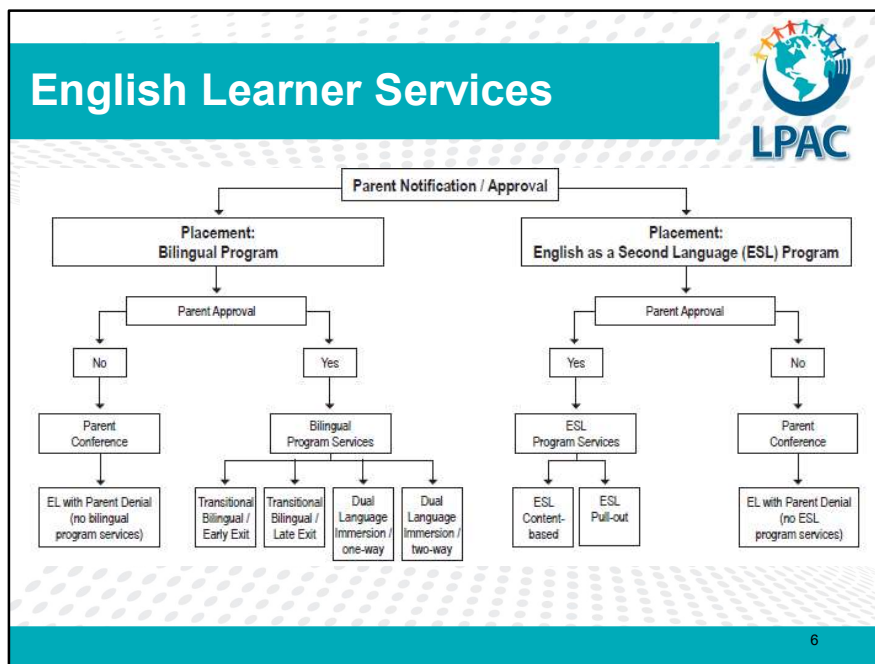 English Learner Services
LPAC
Parent Notification / Approval
Placement:
Bilingual Program
Placement:
English as a Second Language (ESL) Program
Parent Approval
Parent Approval
No
Yes
Yes
No
Parent
Conference
Bilingual
Program Services
ESL
Program Services
Parent
Conference
EL with Parent Denial
(no bilingual
program services)
Transitional
Bilingual /
Early Exit
Transitional
Bilingual /
Late Exit
Dual
Language
Immersion /
one-way
Dual
Language
Immersion /
two-way
ESL
Content-
based
ESL
Pull-out
EL with Parent Denial
(no ESL
program services)
6